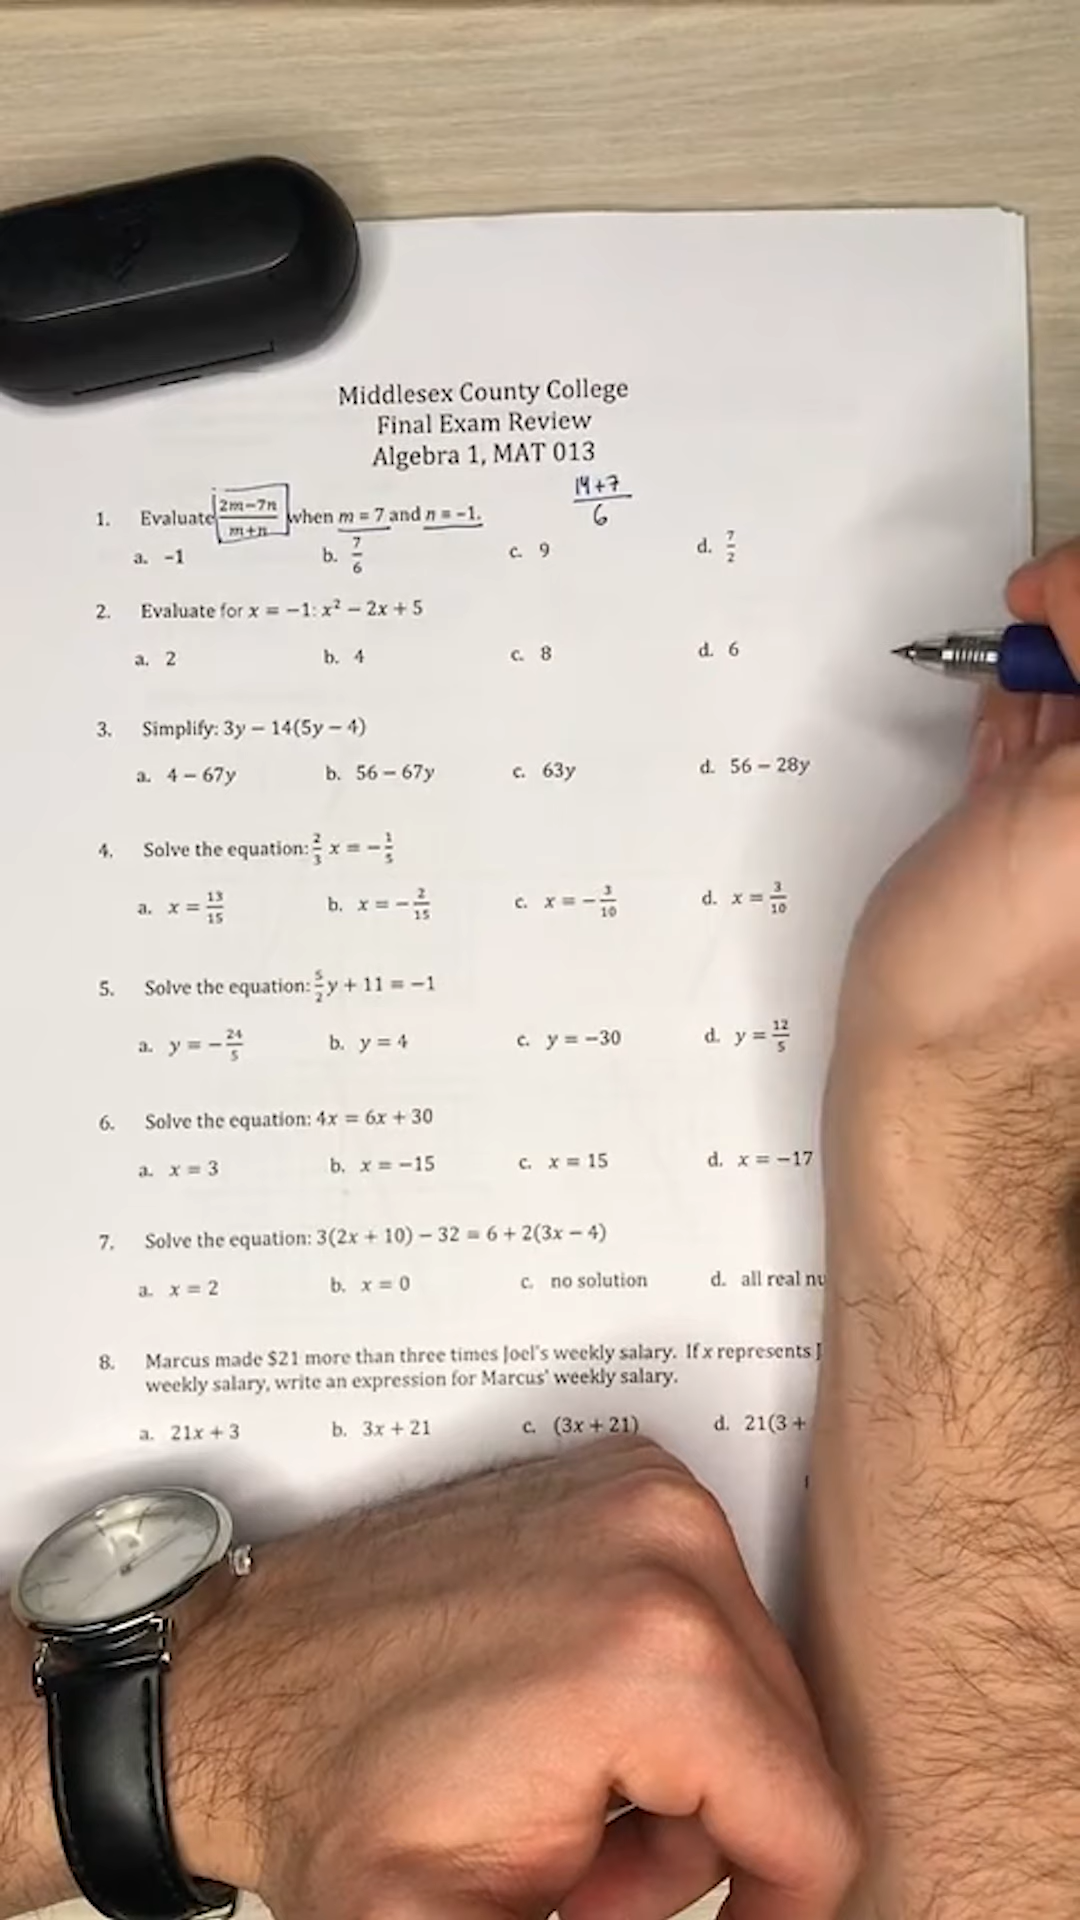 Middlesex County College
Final Exam Review
Algebra 1, MAT 013
14+7
6
1. Evaluate (2m−7n)/(m+n) when m = 7 and n = −1.
a. −1 b. 7/6 c. 9 d. 7/2
2. Evaluate for x = −1: x² − 2x + 5
a. 2 b. 4 c. 8 d. 6
3. Simplify: 3y − 14(5y − 4)
a. 4 − 67y b. 56 − 67y c. 63y d. 56 − 28y
4. Solve the equation: 2/3 x = −1/5
a. x = 13/15 b. x = −2/15 c. x = −3/10 d. x = 3/10
5. Solve the equation: 5/2 y + 11 = −1
a. y = −24/5 b. y = 4 c. y = −30 d. y = 12/5
6. Solve the equation: 4x = 6x + 30
a. x = 3 b. x = −15 c. x = 15 d. x = −17
7. Solve the equation: 3(2x + 10) − 32 = 6 + 2(3x − 4)
a. x = 2 b. x = 0 c. no solution d. all real nu
8. Marcus made $21 more than three times Joel's weekly salary. If x represents J
weekly salary, write an expression for Marcus' weekly salary.
a. 21x + 3 b. 3x + 21 c. (3x + 21) d. 21(3 +